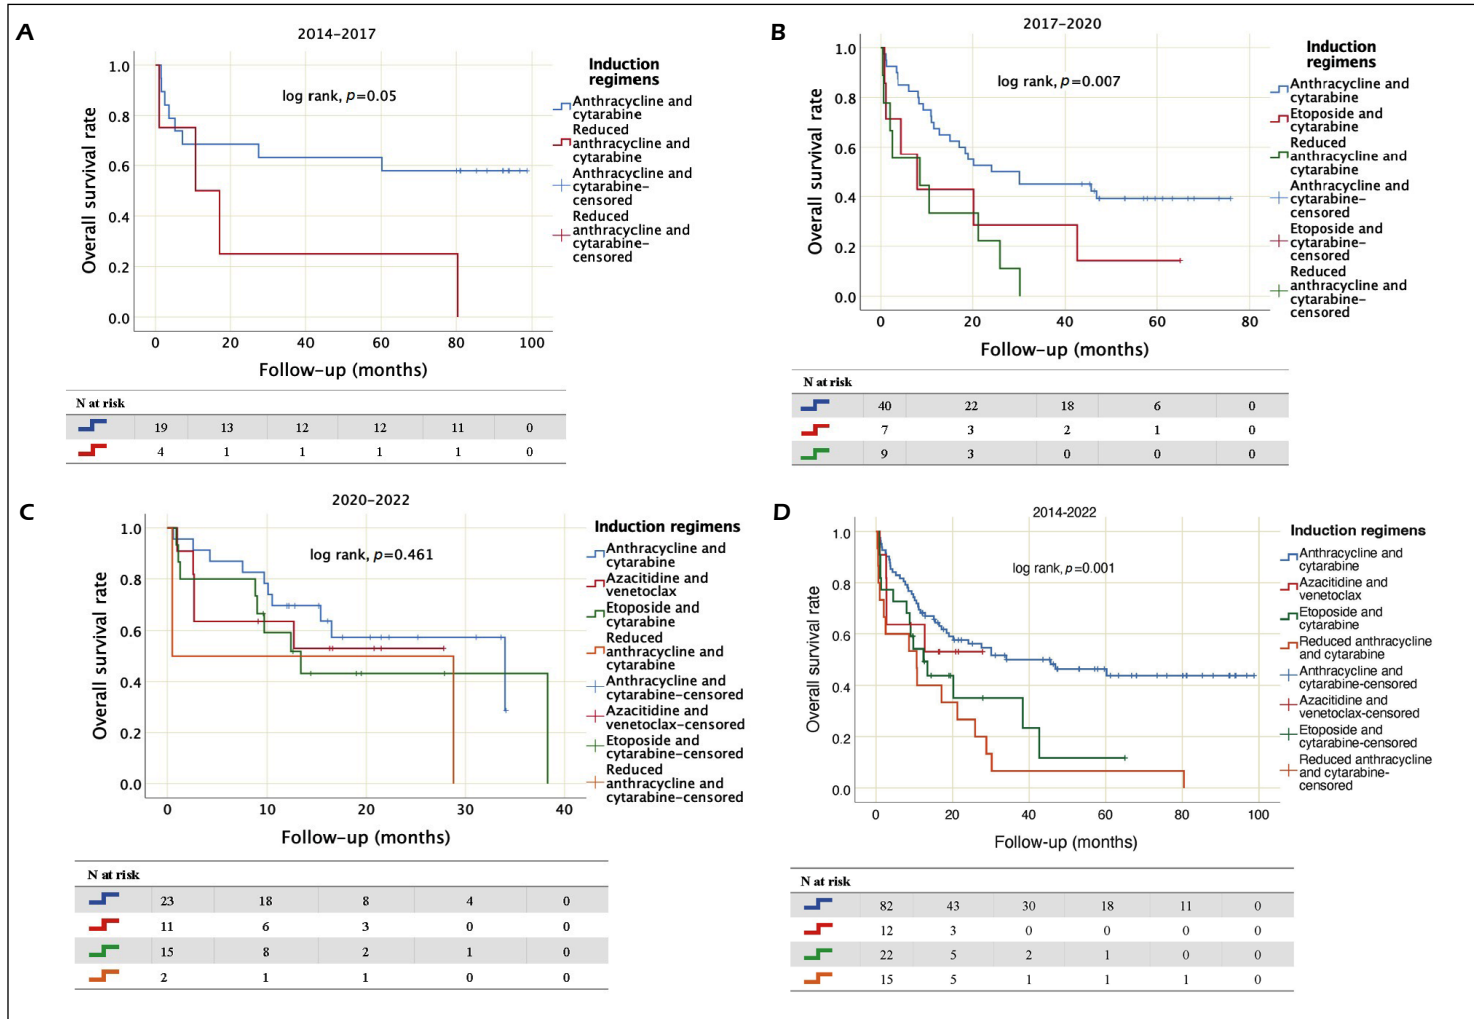 A
2014-2017
log rank, p=0.05
Overall survival rate
1.0
0.8
0.6
0.4
0.2
0.0
0 20 40 60 80 100
Follow-up (months)
Induction
regimens
Anthracycline and
cytarabine
Reduced
anthracycline and
cytarabine
Anthracycline and
cytarabine-
censored
Reduced
anthracycline and
cytarabine-
censored
N at risk
19 13 12 12 11 0
4 1 1 1 1 0
B
2017-2020
log rank, p=0.007
Overall survival rate
1.0
0.8
0.6
0.4
0.2
0.0
0 20 40 60 80
Follow-up (months)
Induction
regimens
Anthracycline and
cytarabine
Etoposide and
cytarabine
Reduced
anthracycline and
cytarabine
Anthracycline and
cytarabine-
censored
Etoposide and
cytarabine-
censored
Reduced
anthracycline and
cytarabine-
censored
N at risk
40 22 18 6 0
7 3 2 1 0
9 3 0 0 0
C
2020-2022
log rank, p=0.461
Overall survival rate
1.0
0.8
0.6
0.4
0.2
0.0
0 10 20 30 40
Follow-up (months)
Induction regimens
Anthracycline and
cytarabine
Azacitidine and
venetoclax
Etoposide and
cytarabine
Reduced
anthracycline and
cytarabine
Anthracycline and
cytarabine-censored
Azacitidine and
venetoclax-censored
Etoposide and
cytarabine-censored
Reduced
anthracycline and
cytarabine-censored
N at risk
23 18 8 4 0
11 6 3 0 0
15 8 2 1 0
2 1 1 0 0
D
2014-2022
log rank, p=0.001
Overall survival rate
1.0
0.8
0.6
0.4
0.2
0.0
0 20 40 60 80 100
Follow-up (months)
Induction regimens
Anthracycline and
cytarabine
Azacitidine and
venetoclax
Etoposide and
cytarabine
Reduced anthracycline
and cytarabine
Anthracycline and
cytarabine-censored
Azacitidine and
venetoclax-censored
Etoposide and
cytarabine-censored
Reduced anthracycline
and cytarabine-
censored
N at risk
82 43 30 18 11 0
12 3 0 0 0 0
22 5 2 1 0 0
15 5 1 1 1 0